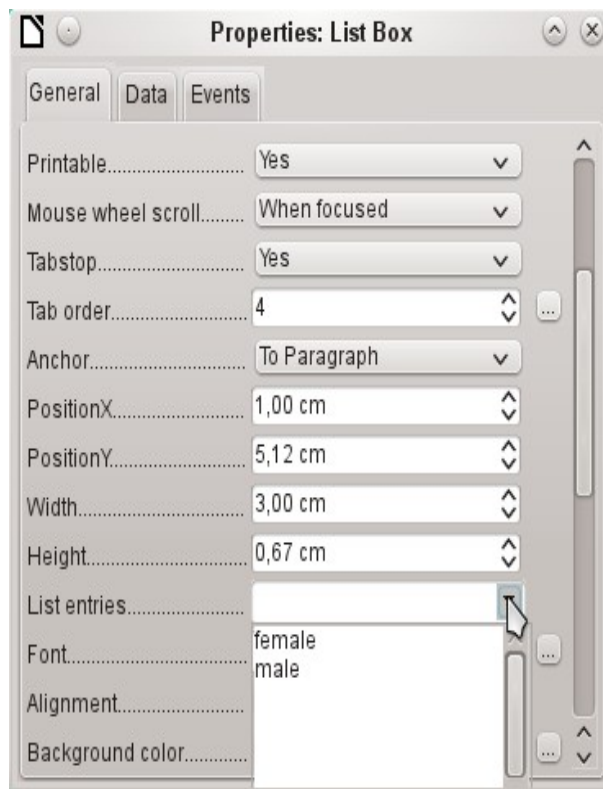 Properties: List Box
General Data Events
Printable........................... Yes
Mouse wheel scroll......... When focused
Tabstop............................ Yes
Tab order.......................... 4 ...
Anchor............................. To Paragraph
PositionX.......................... 1,00 cm
PositionY.......................... 5,12 cm
Width................................ 3,00 cm
Height.............................. 0,67 cm
List entries.......................
female
Font.................................. ...
male
Alignment........................
Background color............. ...